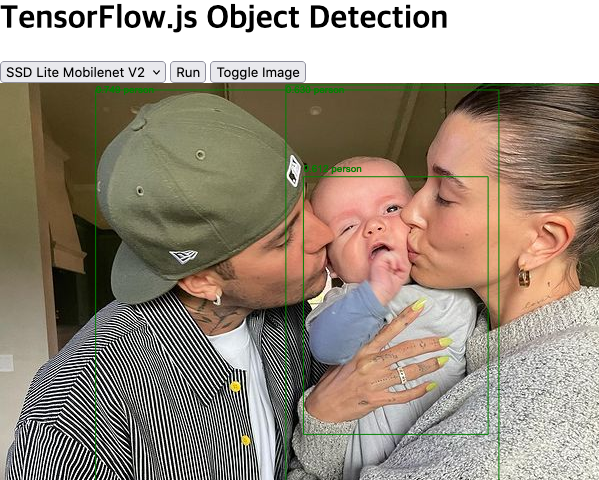 TensorFlow.js Object Detection
SSD Lite Mobilenet V2 Run Toggle Image
person
person
person